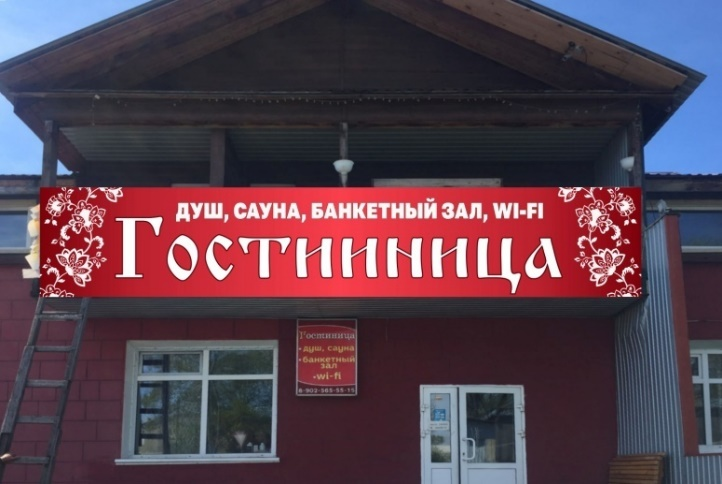 ДУШ, САУНА, БАНКЕТНЫЙ ЗАЛ, WI-FI
Гостииница
Гостиница
• душ, сауна
• банкетный
зал
• wi-fi